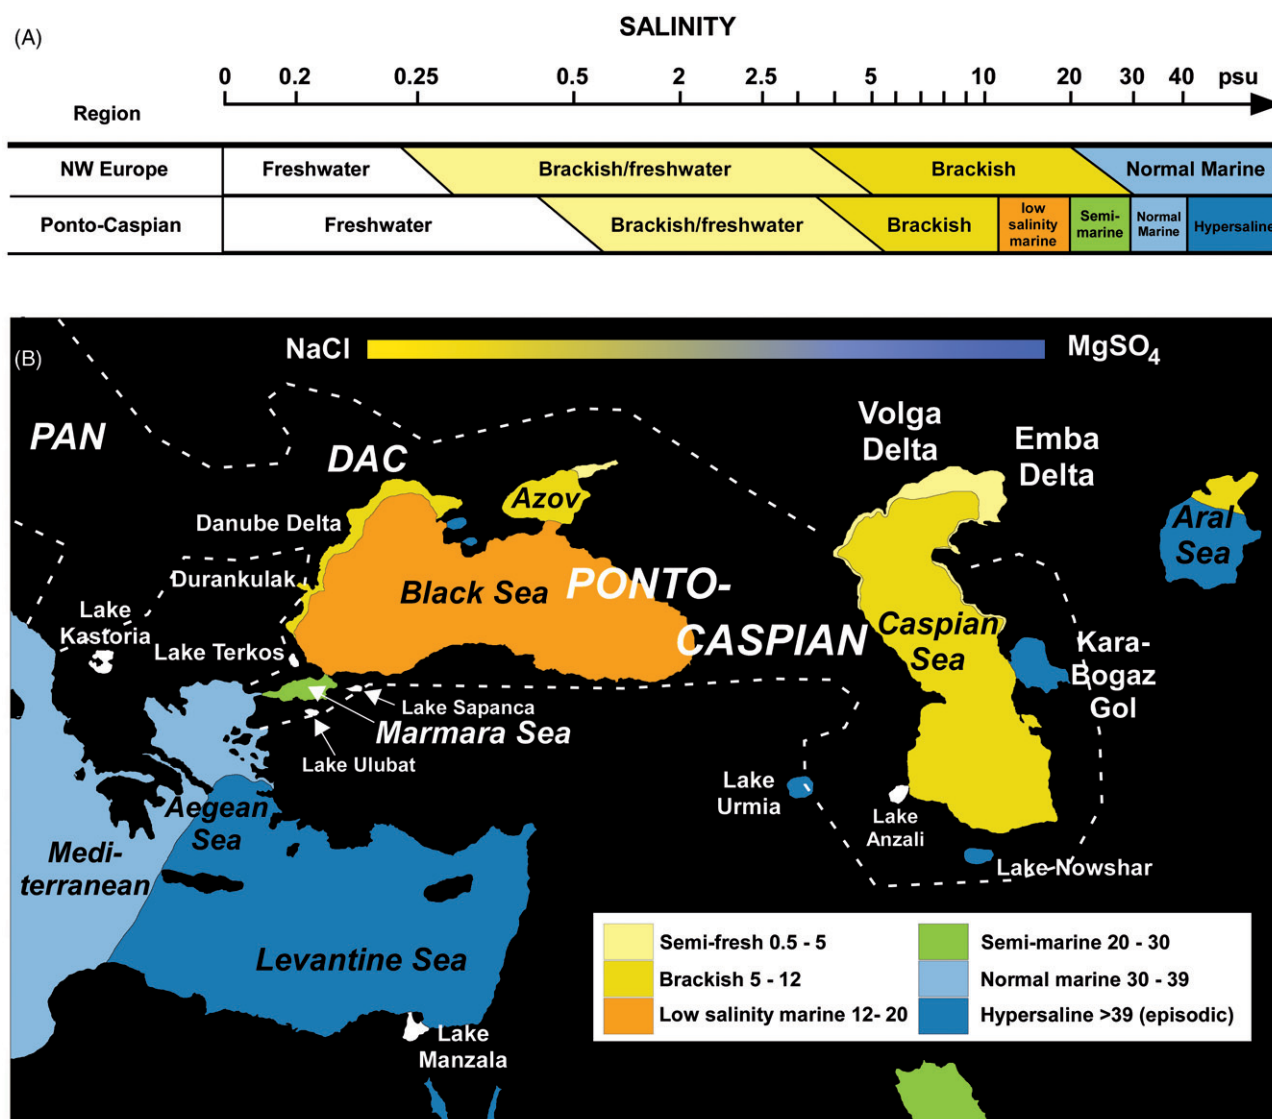 (A)
SALINITY
0 0.2 0.25 0.5 2 2.5 5 10 20 30 40 psu
Region
NW Europe Freshwater Brackish/freshwater Brackish Normal Marine
Ponto-Caspian Freshwater Brackish/freshwater Brackish low salinity marine Semi-marine Normal Marine Hypersaline
(B)
NaCl MgSO4
PAN
DAC
Volga
Delta
Emba
Delta
Azov
Danube Delta
Aral
Sea
Durankulak
Black Sea
PONTO-
CASPIAN
Lake
Kastoria
Lake Terkos
Caspian
Sea
Kara-
Bogaz
Gol
Lake Sapanca
Marmara Sea
Lake Ulubat
Lake
Urmia
Lake
Anzali
Aegean
Sea
Medi-
terranean
Lake Nowshar
Levantine Sea
Lake
Manzala
Semi-fresh 0.5 - 5
Brackish 5 - 12
Low salinity marine 12- 20
Semi-marine 20 - 30
Normal marine 30 - 39
Hypersaline >39 (episodic)